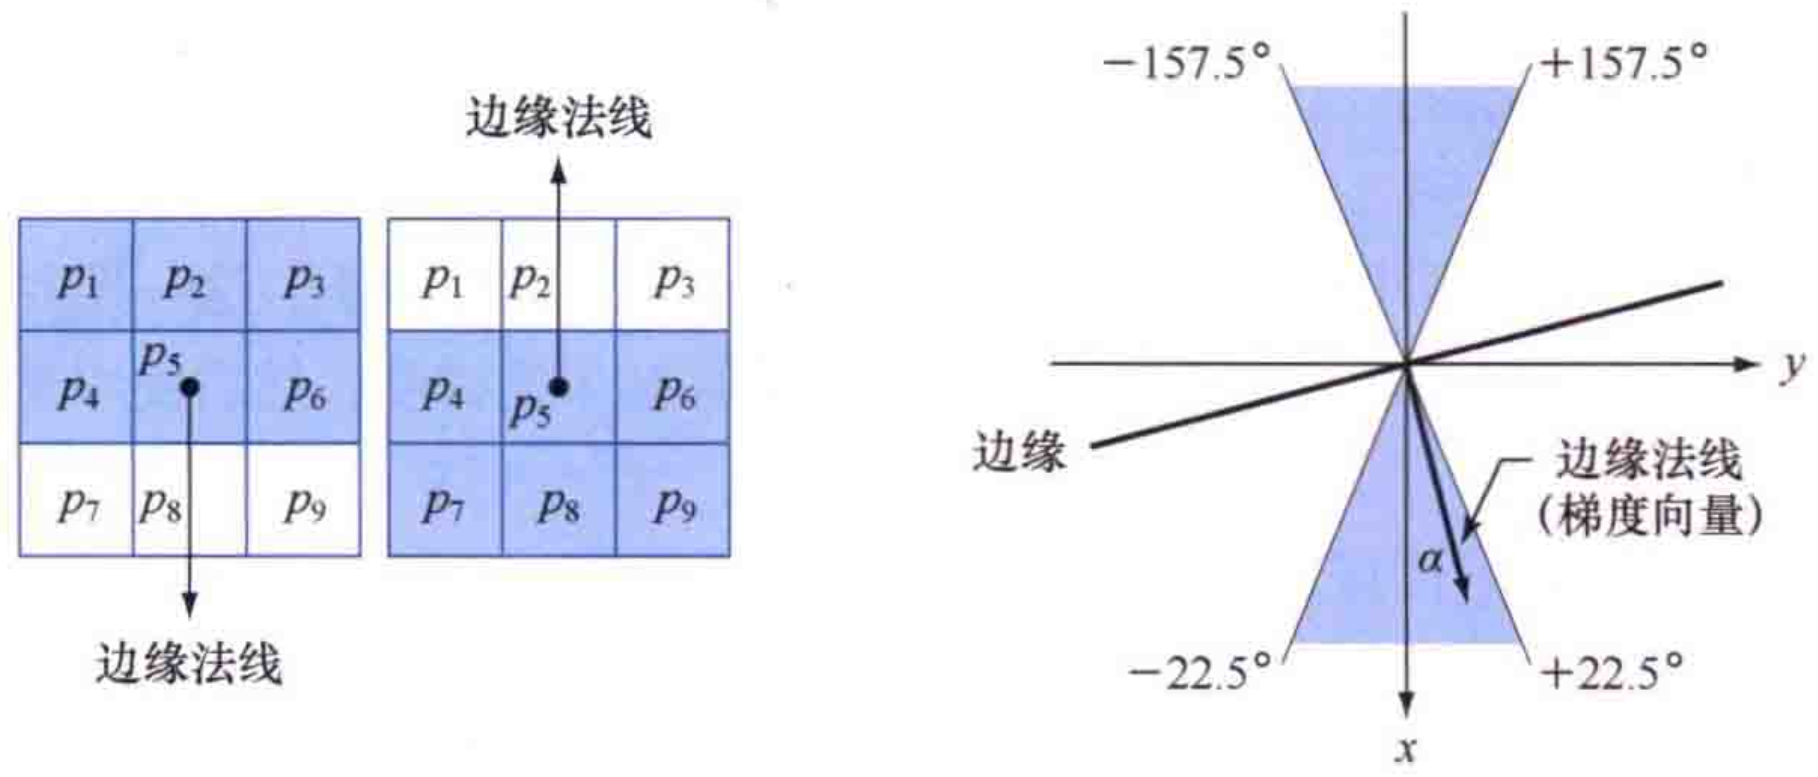 边缘法线
p1 p2 p3
p4 p5 p6
p7 p8 p9
边缘法线
p1 p2 p3
p4 p5 p6
p7 p8 p9
−157.5°
+157.5°
y
边缘
边缘法线
(梯度向量)
α
−22.5°
+22.5°
x